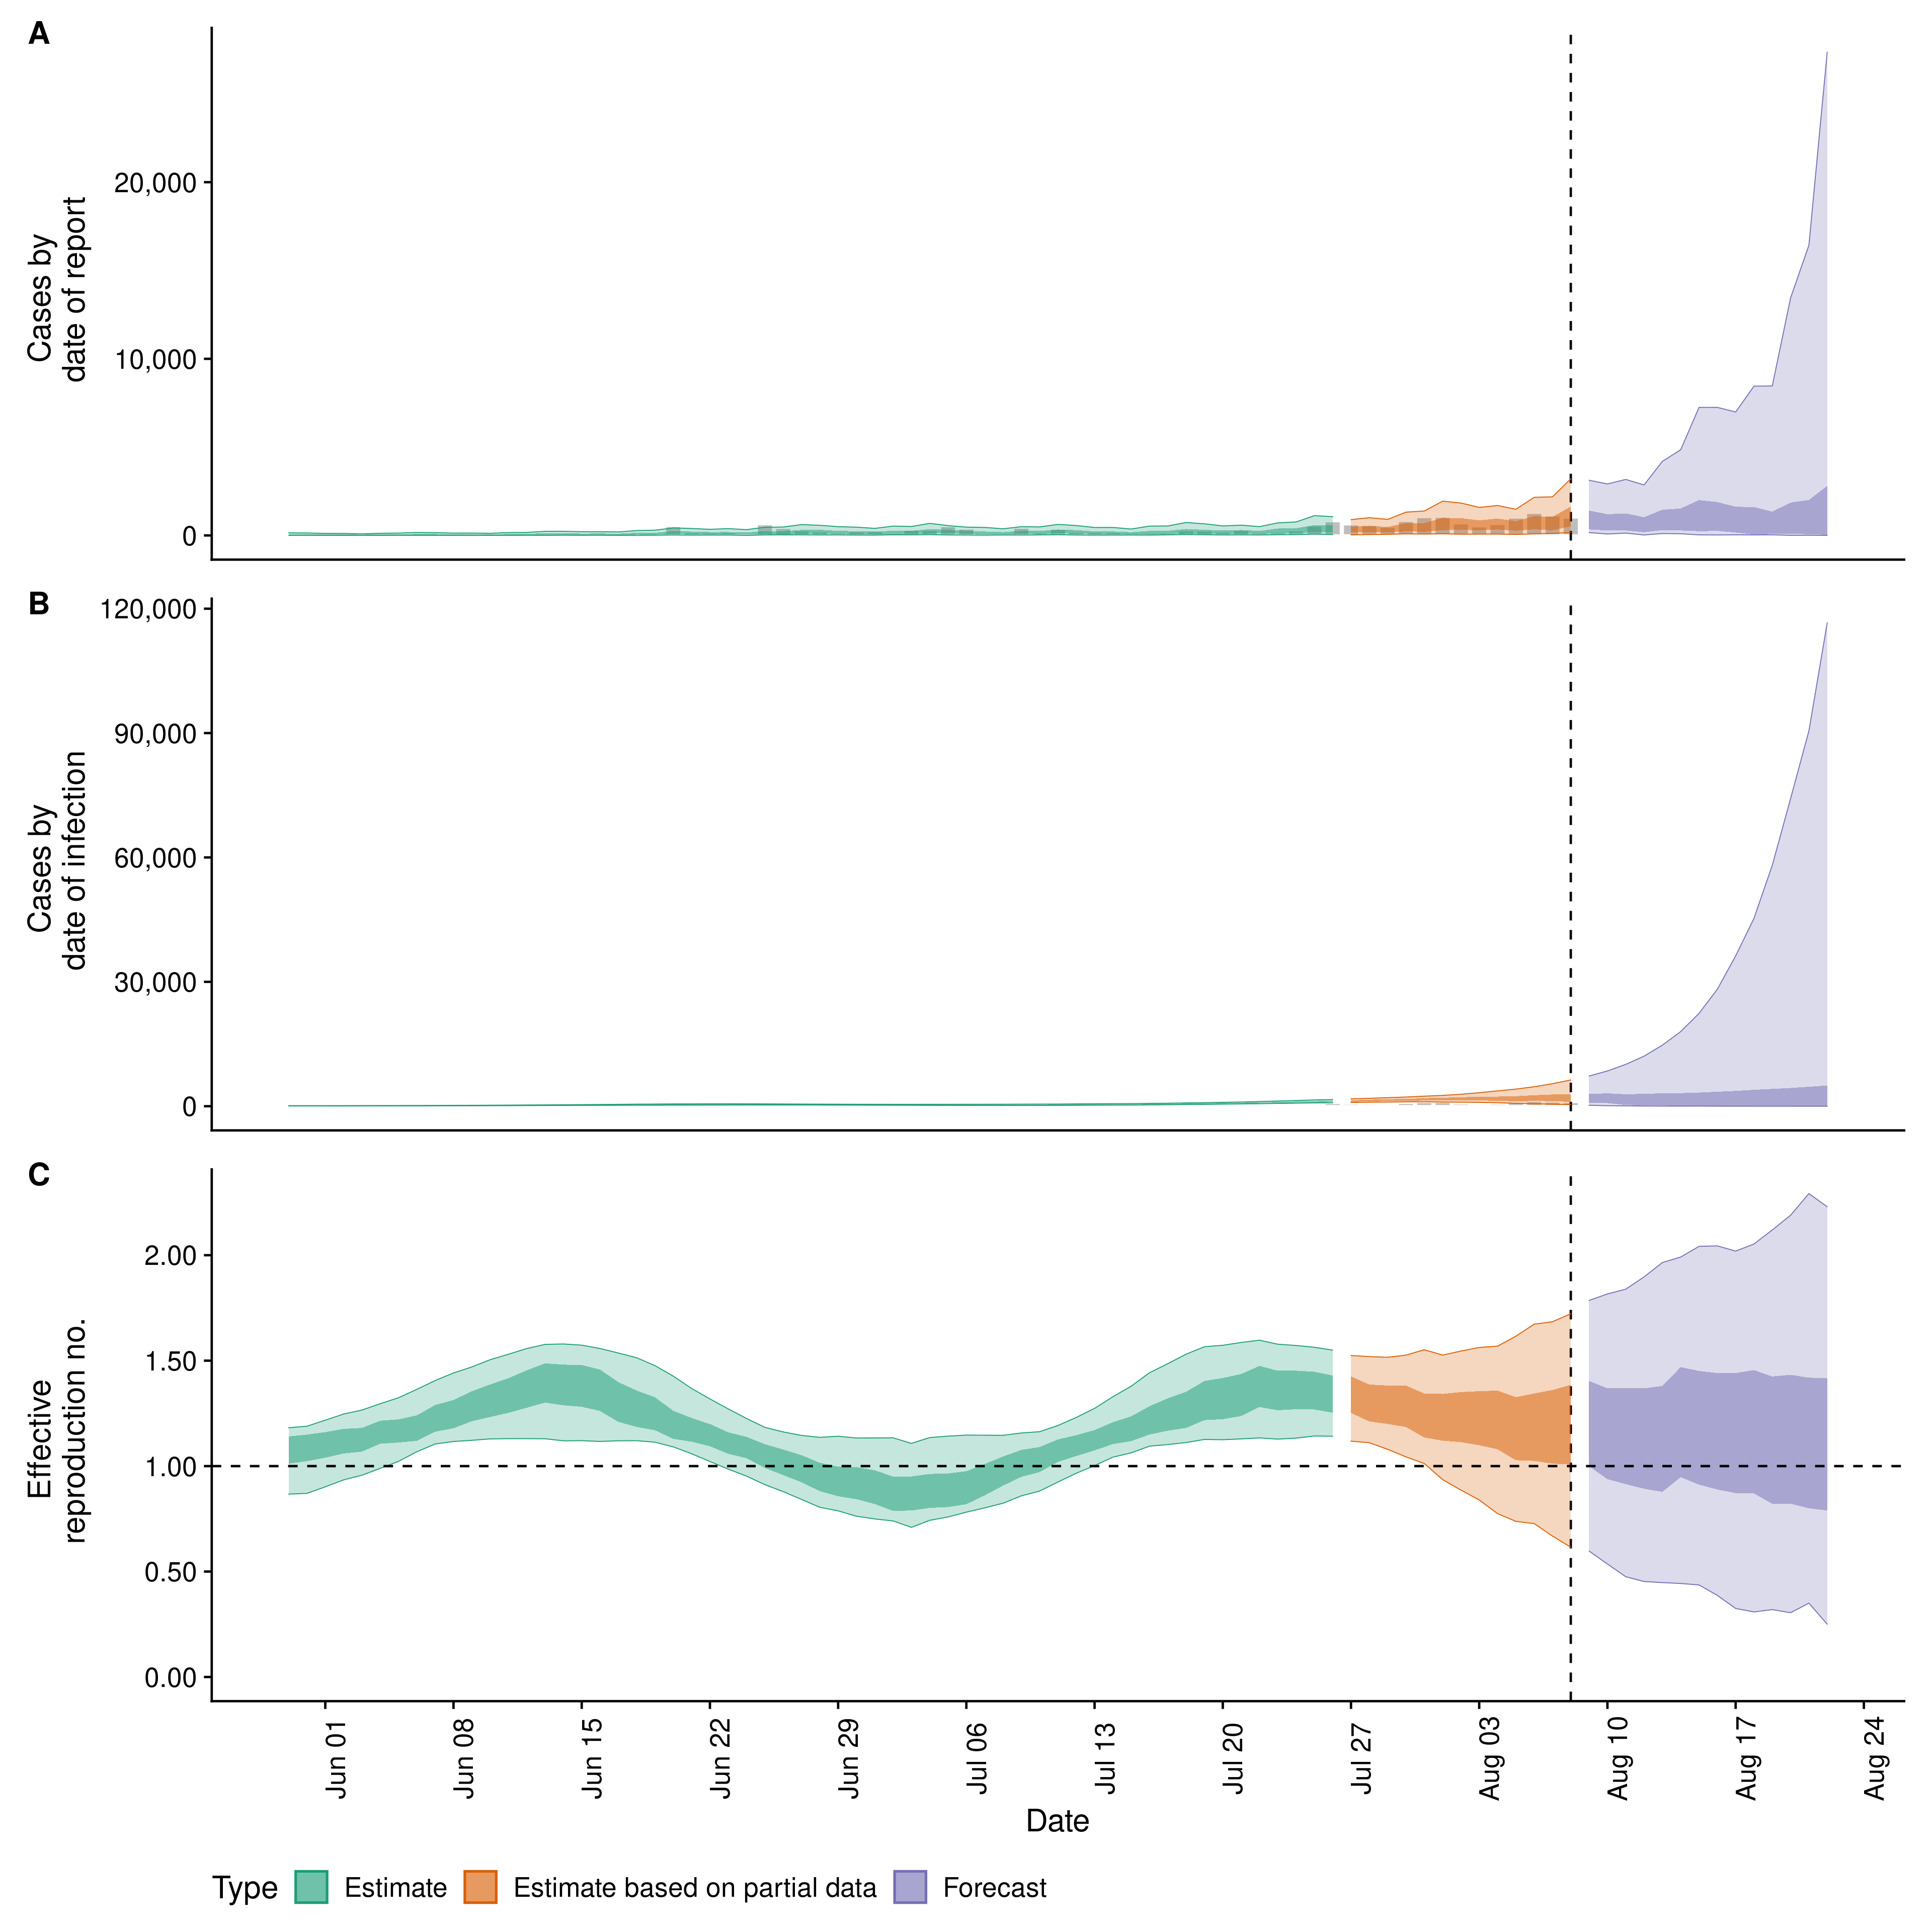 A
Cases by
date of report
20,000
10,000
0
B
Cases by
date of infection
120,000
90,000
60,000
30,000
0
C
Effective
reproduction no.
2.00
1.50
1.00
0.50
0.00
Jun 01
Jun 08
Jun 15
Jun 22
Jun 29
Jul 06
Jul 13
Jul 20
Jul 27
Aug 03
Aug 10
Aug 17
Aug 24
Date
Type Estimate Estimate based on partial data Forecast